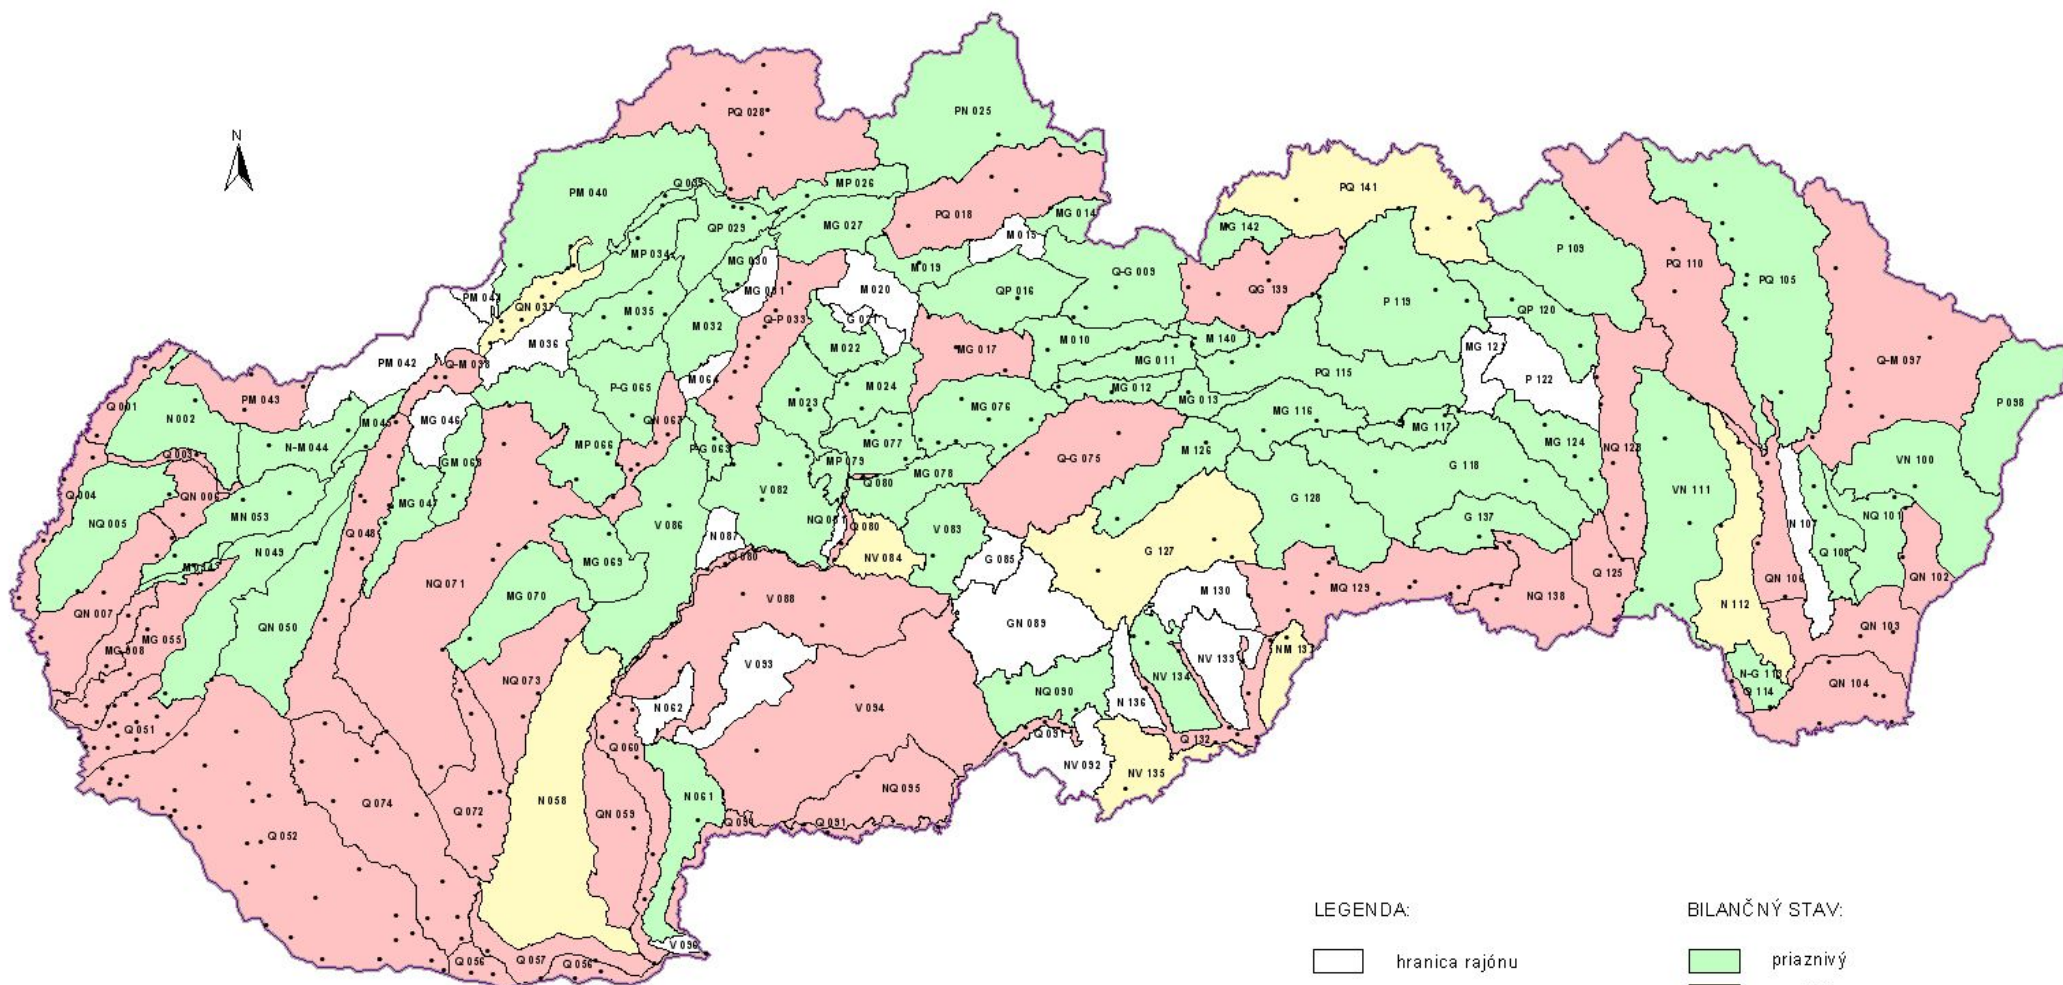 N
PQ 028
PN 025
PM 040
MP 026
PQ 141
PQ 018
MG 014
QP 029
MG 027
M 015
MG 142
P 109
MP 034
MG 030
M 019
Q-G 009
PQ 110
PQ 105
PM 041
QN 037
MG 031
M 020
QP 016
QG 139
P 119
M 035
M 032
Q-P 033
G 021
QP 120
M 036
M 022
MG 017
M 010
MG 011
M 140
MG 121
PM 042
Q-M 038
M 064
M 024
MG 012
PQ 115
P 122
Q-M 097
P-G 065
M 023
MG 013
PM 043
Q 001
N 002
MG 046
QN 067
MG 076
MG 116
MG 117
P 098
M 045
N-M 044
MP 066
P-G 063
MG 077
M 126
MG 124
NQ 123
Q 003
GM 068
MP 079
MG 078
Q-G 075
G 118
VN 100
Q 004
QN 006
MG 047
V 082
Q 080
VN 111
NQ 005
MN 053
NQ 081
G 128
G 137
NQ 101
N 049
Q 048
V 086
N 087
Q 080
V 083
G 127
N 107
Q 108
Q 080
NV 084
G 085
MG 069
NQ 071
MG 070
V 088
M 130
MQ 129
NQ 138
Q 125
QN 106
QN 102
QN 007
QN 050
N 112
MG 055
GN 089
QN 103
MG 008
V 093
NV 133
NV 134
N-G 113
NQ 073
NQ 090
QN 104
Q 114
N 062
V 094
N 136
Q 051
Q 060
Q 091
Q 132
NV 092
NV 135
N 058
N 061
NQ 095
Q 074
Q 072
QN 059
Q 091
Q 052
V 096
Q 056
Q 057
Q 056
LEGENDA:
BILANČNÝ STAV:
hranica rajónu
priaznivý